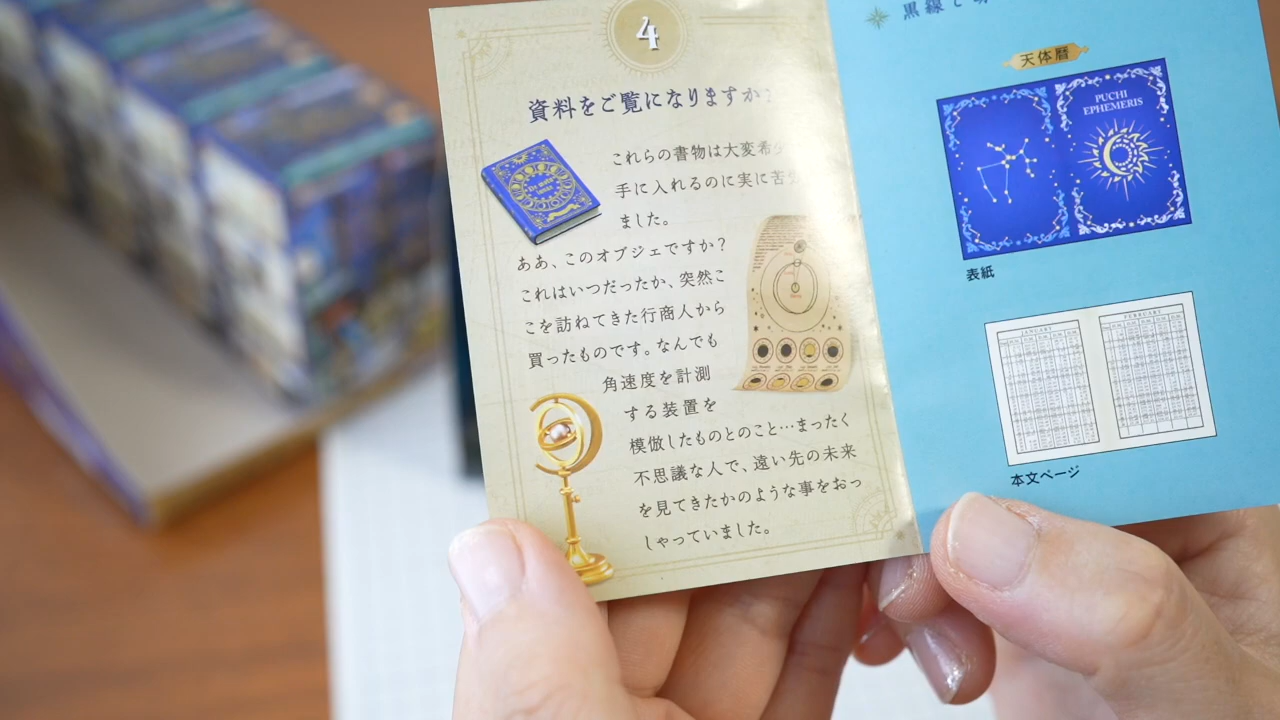 4
資料をご覧になりますか?
これらの書物は大変希少
手に入れるのに実に苦労
ました。
ああ、このオブジェですか?
これはいつだったか、突然こ
こを訪ねてきた行商人から
買ったものです。なんでも
角速度を計測
する装置を
模倣したものとのこと…まったく
不思議な人で、遠い先の未来
を見てきたかのような事をおっ
しゃっていました。
黒線で
天体暦
PUCHI
EPHEMERIS
表紙
JANUARY
FEBRUARY
本文ページ